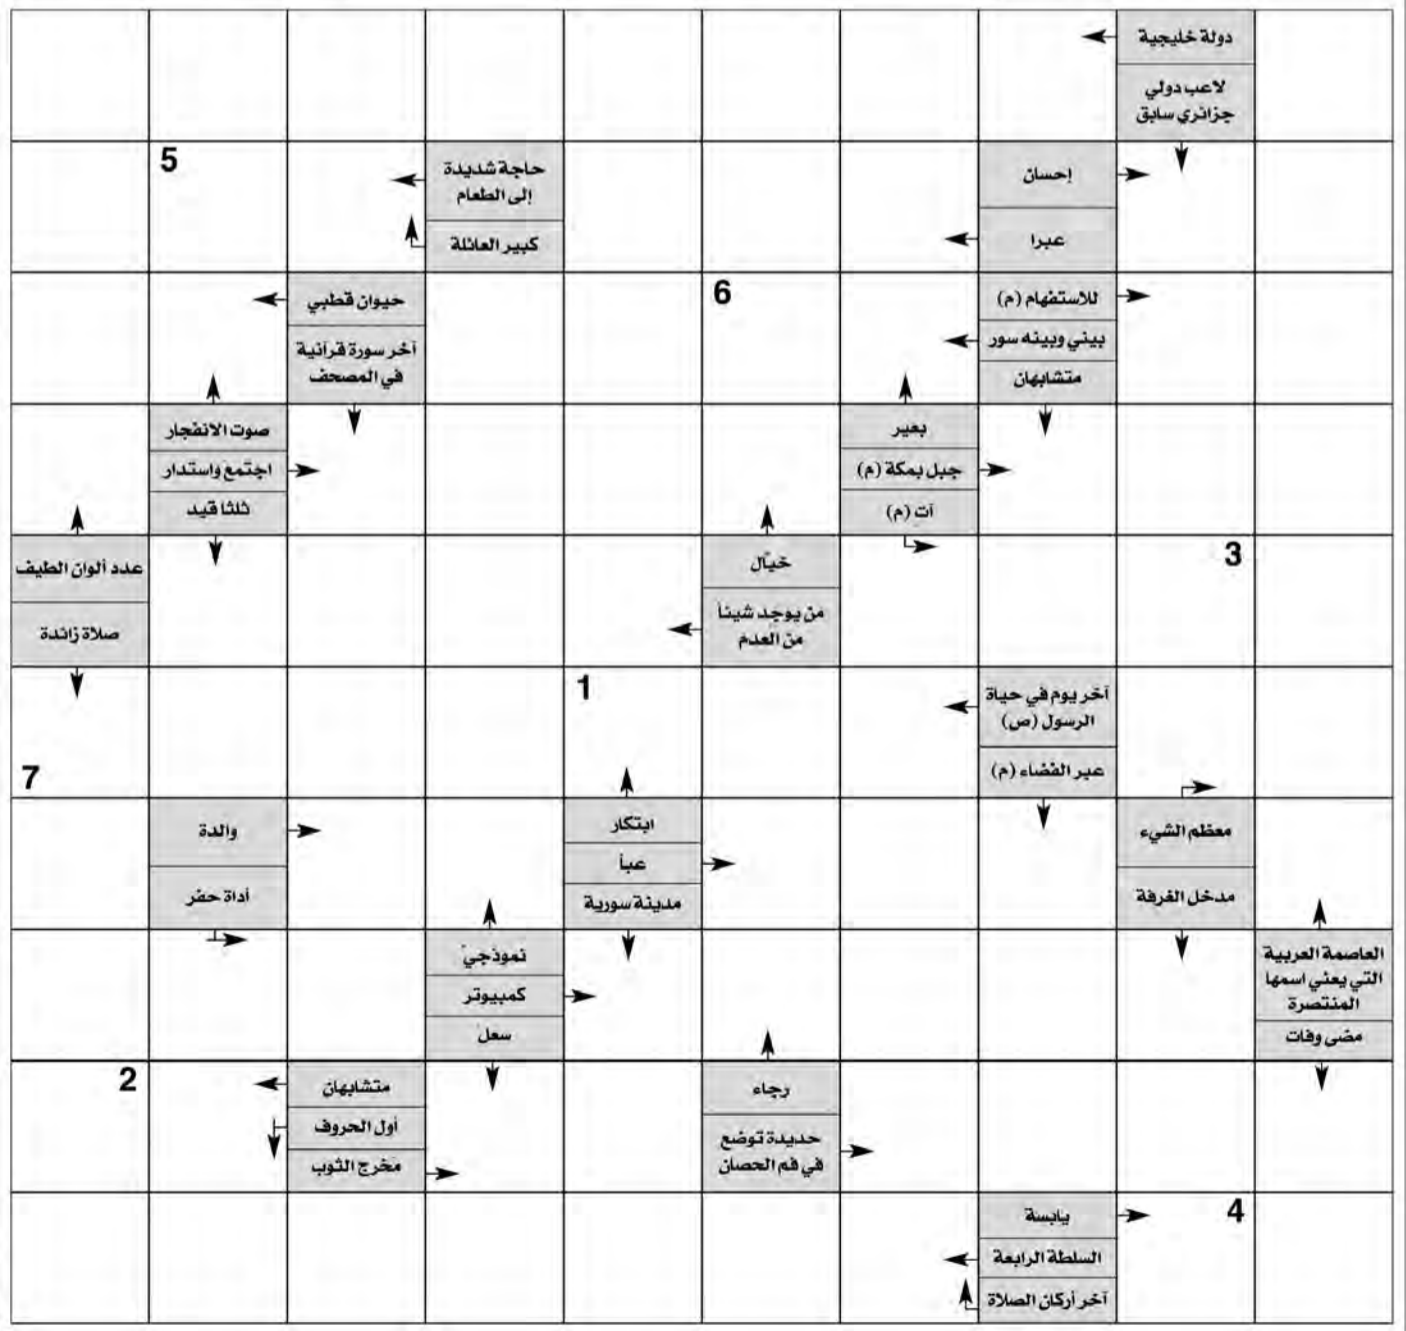 دولة خليجية
لاعب دولي
جزائري سابق
إحسان
عبرا
حاجة شديدة
إلى الطعام
كبير العائلة
5
للاستفهام (م)
بيني وبينه سور
متشابهان
6
حيوان قطبي
آخر سورة قرآنية
في المصحف
بعير
جبل بمكة (م)
آت (م)
صوت الانفجار
اجتمع واستدار
ثلثا قيد
3
خيّال
من يوجد شيئاً
من العدم
عدد ألوان الطيف
صلاة زائدة
آخر يوم في حياة
الرسول (ص)
عبر الفضاء (م)
1
7
معظم الشيء
مدخل الغرفة
ابتكار
عبأ
مدينة سورية
والدة
أداة حفر
العاصمة العربية
التي يعني اسمها
المنتصرة
مضى وفات
نموذجي
كمبيوتر
سعل
رجاء
حديدة توضع
في فم الحصان
متشابهان
أول الحروف
مخرج الثوب
2
4
يابسة
السلطة الرابعة
آخر أركان الصلاة